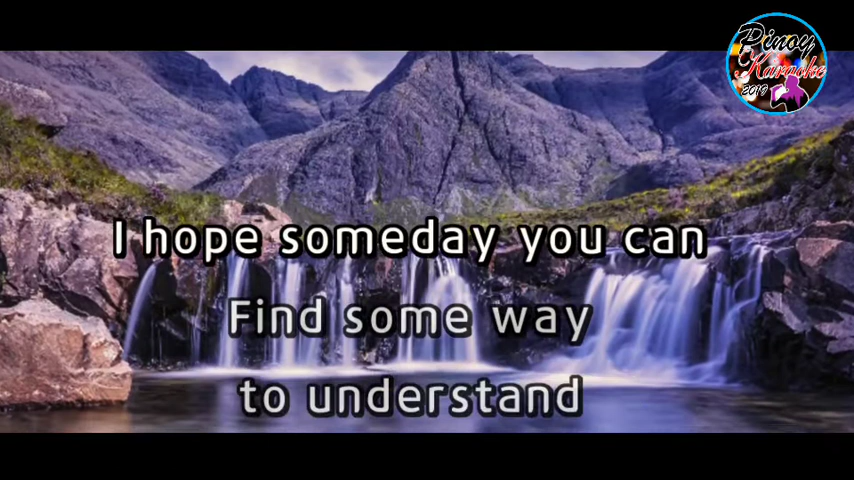 Pinoy
Karaoke
2019
I hope someday you can
Find some way
to understand